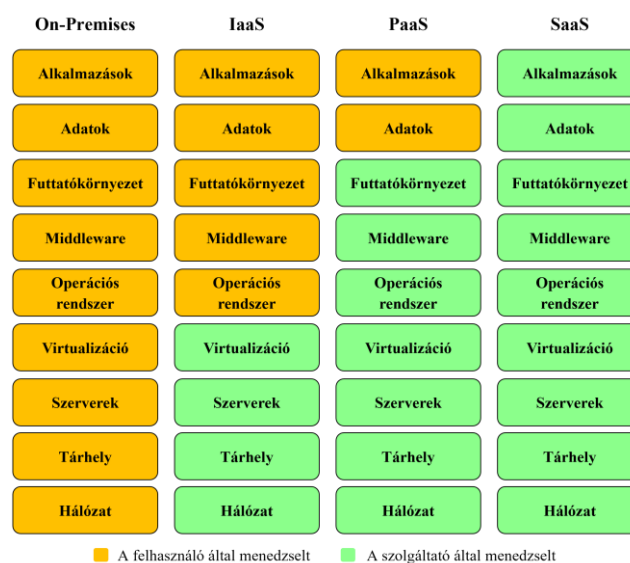 On-Premises IaaS PaaS SaaS
Alkalmazások Alkalmazások Alkalmazások Alkalmazások
Adatok Adatok Adatok Adatok
Futtatókörnyezet Futtatókörnyezet Futtatókörnyezet Futtatókörnyezet
Middleware Middleware Middleware Middleware
Operációs Operációs Operációs Operációs
rendszer rendszer rendszer rendszer
Virtualizáció Virtualizáció Virtualizáció Virtualizáció
Szerverek Szerverek Szerverek Szerverek
Tárhely Tárhely Tárhely Tárhely
Hálózat Hálózat Hálózat Hálózat
A felhasználó által menedzselt A szolgáltató által menedzselt